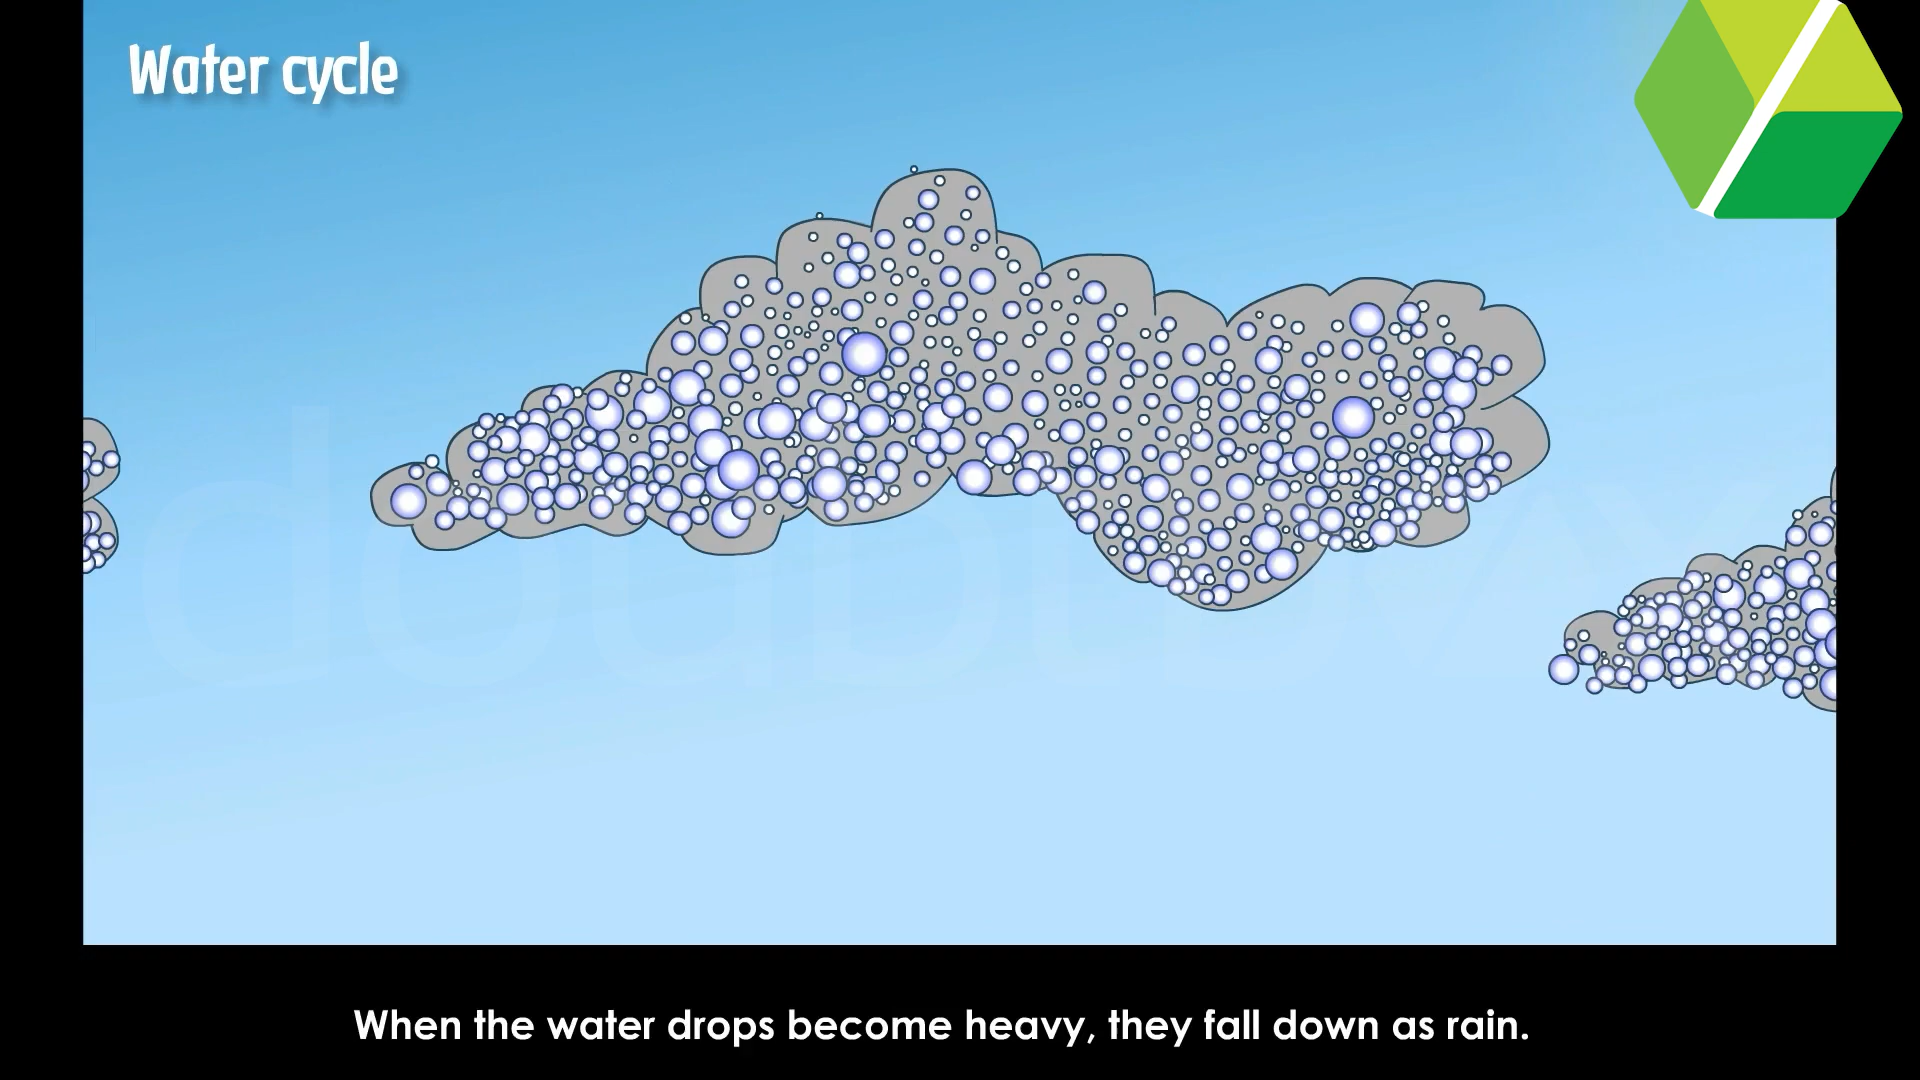 Water cycle
When the water drops become heavy, they fall down as rain.